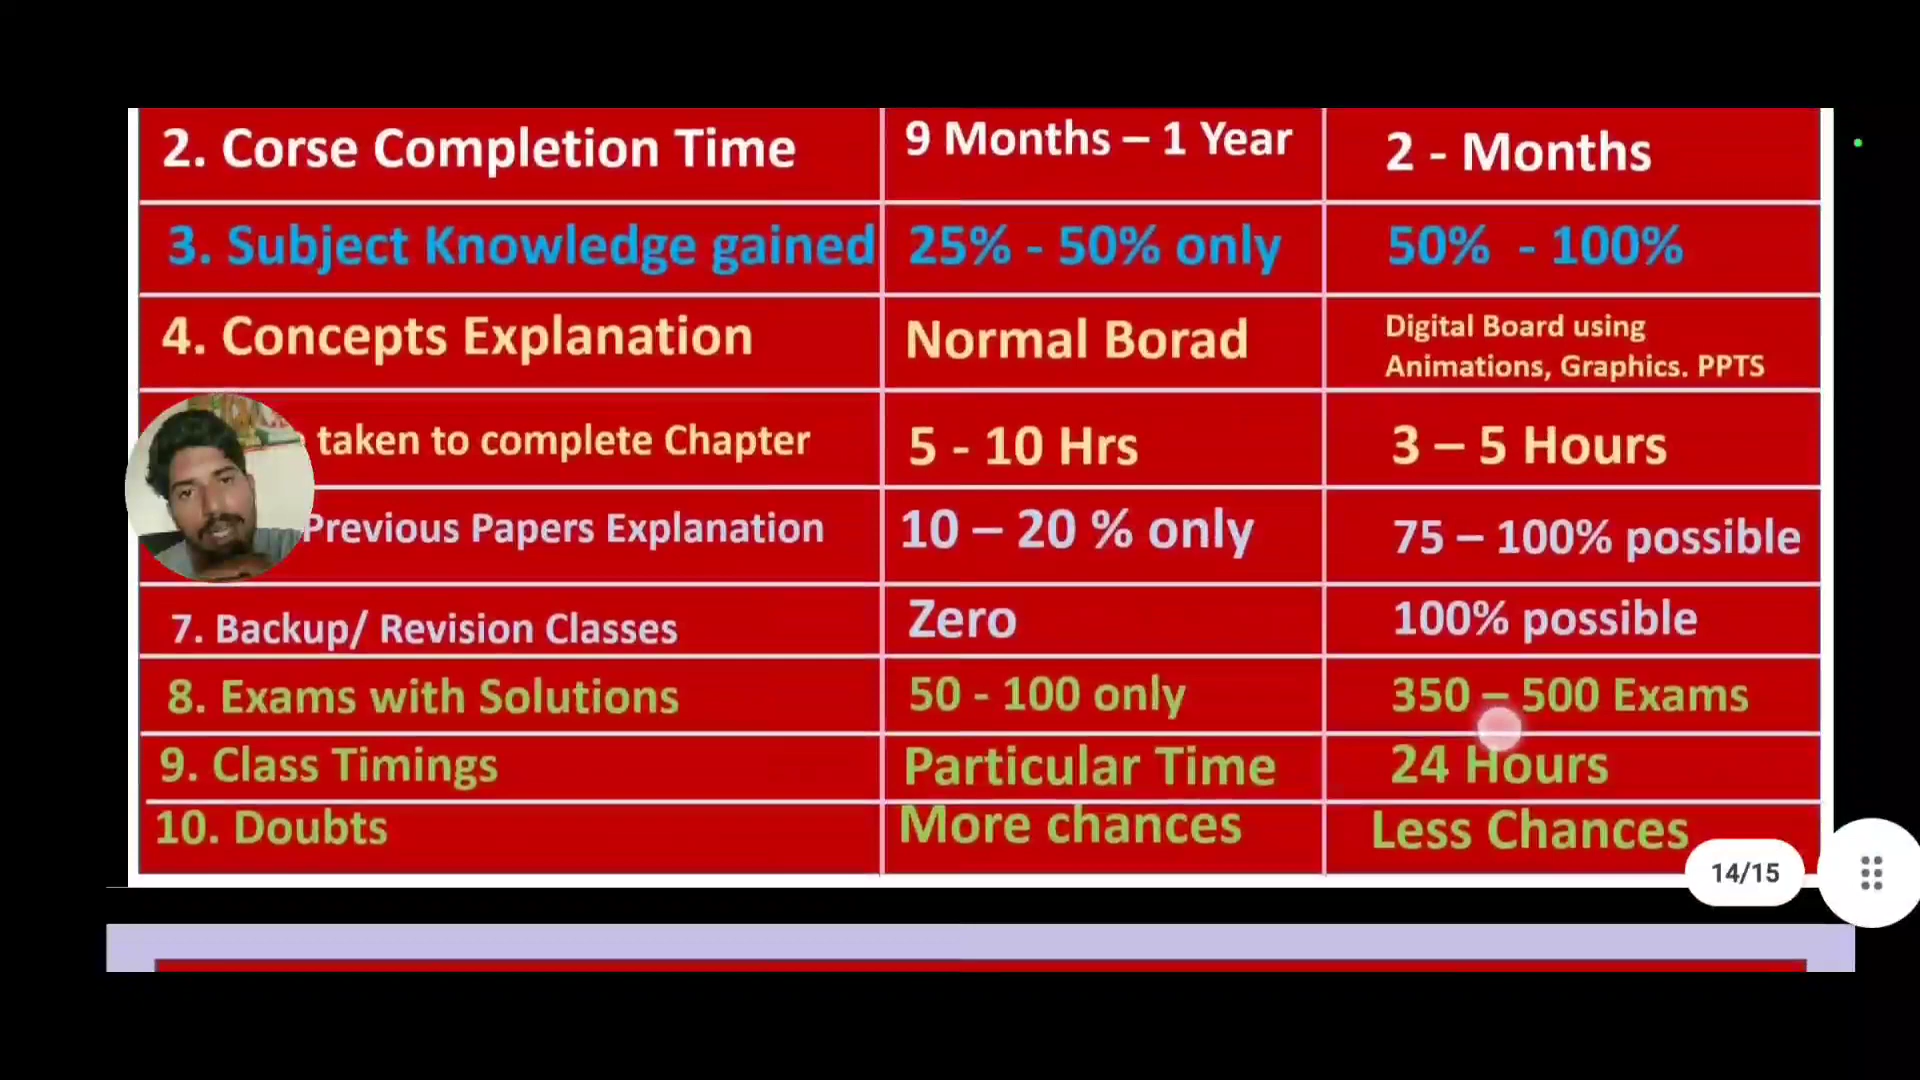 2. Corse Completion Time
9 Months – 1 Year
2 - Months
3. Subject Knowledge gained
25% - 50% only
50% - 100%
4. Concepts Explanation
Normal Borad
Digital Board using
Animations, Graphics. PPTS
taken to complete Chapter
5 - 10 Hrs
3 – 5 Hours
Previous Papers Explanation
10 – 20 % only
75 – 100% possible
7. Backup/ Revision Classes
Zero
100% possible
8. Exams with Solutions
50 - 100 only
350 – 500 Exams
9. Class Timings
Particular Time
24 Hours
10. Doubts
More chances
Less Chances
14/15